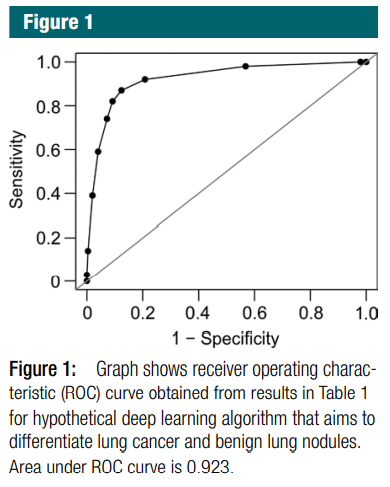 Figure 1
1.0
0.8
0.6
0.4
0.2
0
Sensitivity
0 0.2 0.4 0.6 0.8 1.0
1 − Specificity
Figure 1: Graph shows receiver operating charac-
teristic (ROC) curve obtained from results in Table 1
for hypothetical deep learning algorithm that aims to
differentiate lung cancer and benign lung nodules.
Area under ROC curve is 0.923.